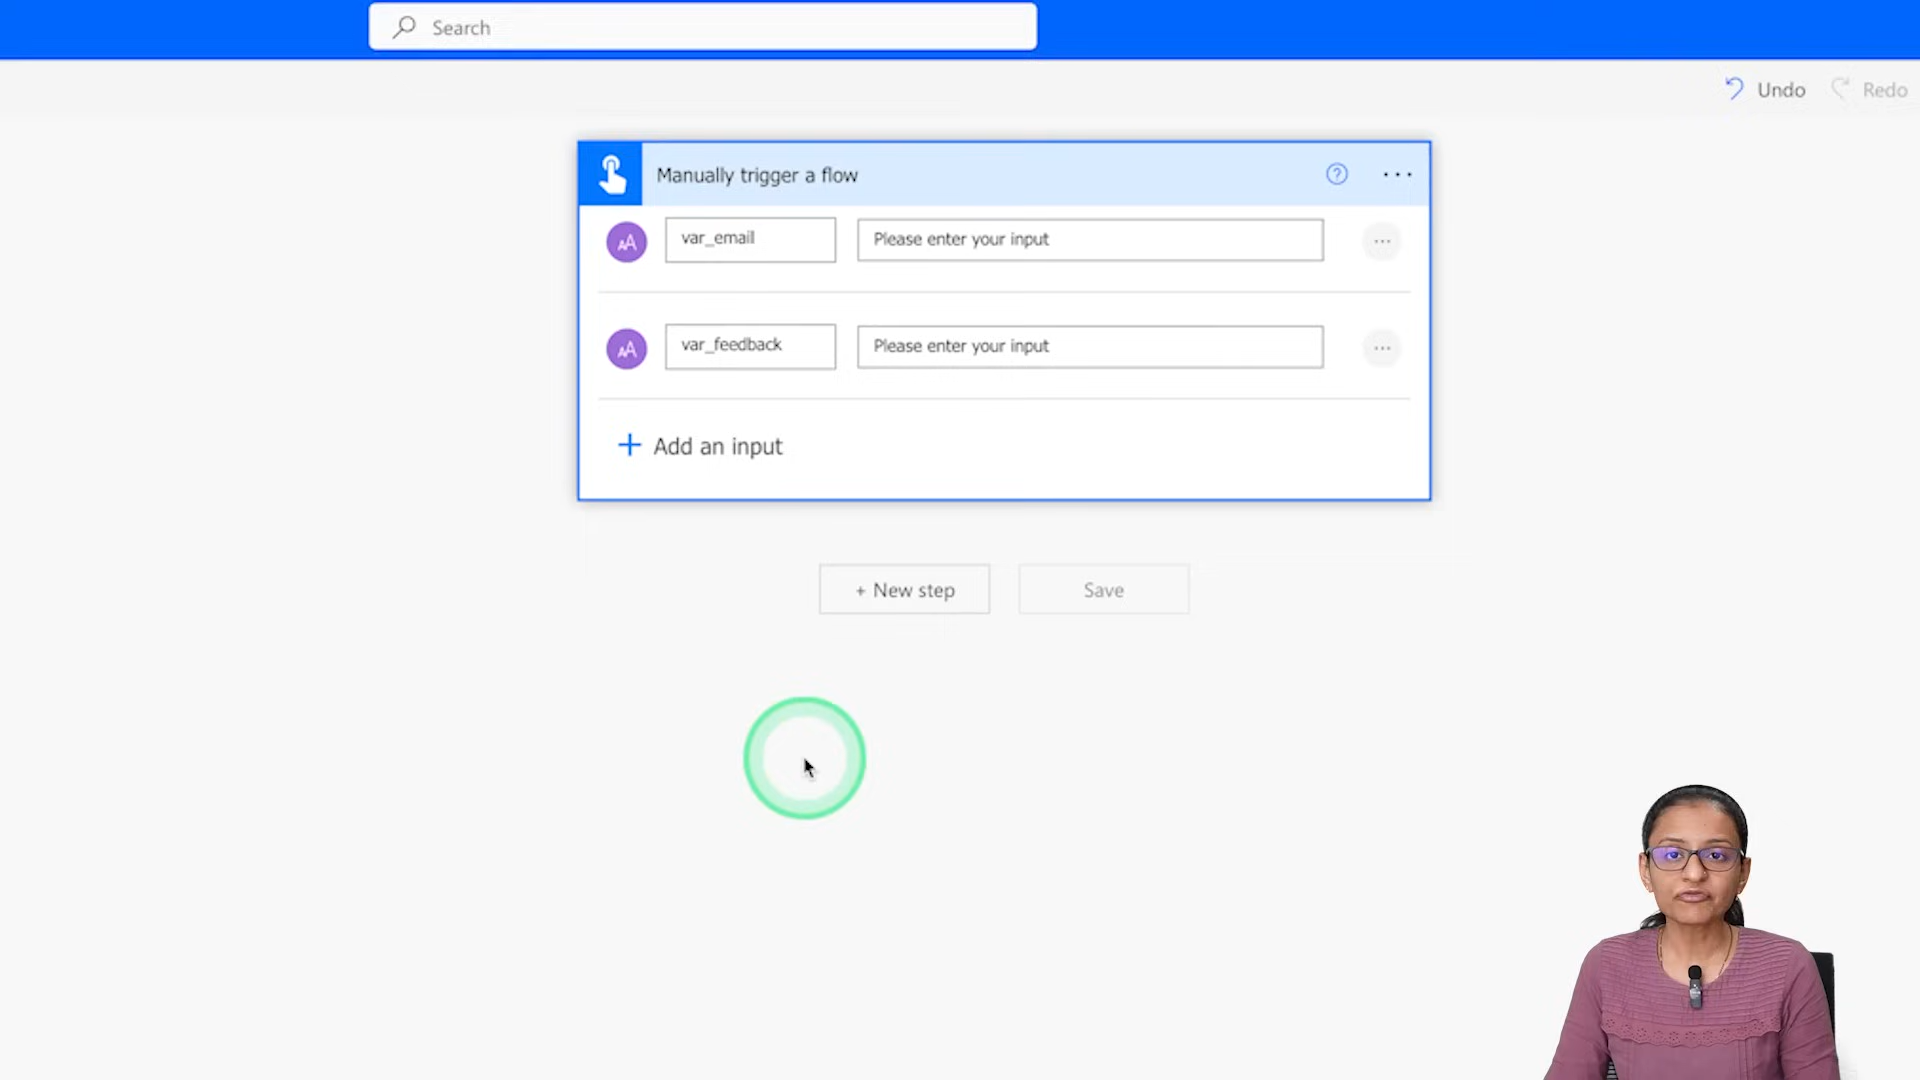 Search
Undo
Redo
Manually trigger a flow
var_email
Please enter your input
var_feedback
Please enter your input
Add an input
+ New step
Save